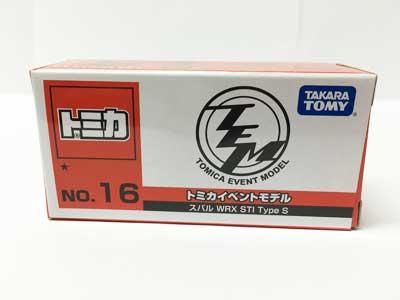 トミカ
NO. 16
TEM
TOMICA EVENT MODEL
TAKARA
TOMY
トミカイベントモデル
スバル WRX STI Type S